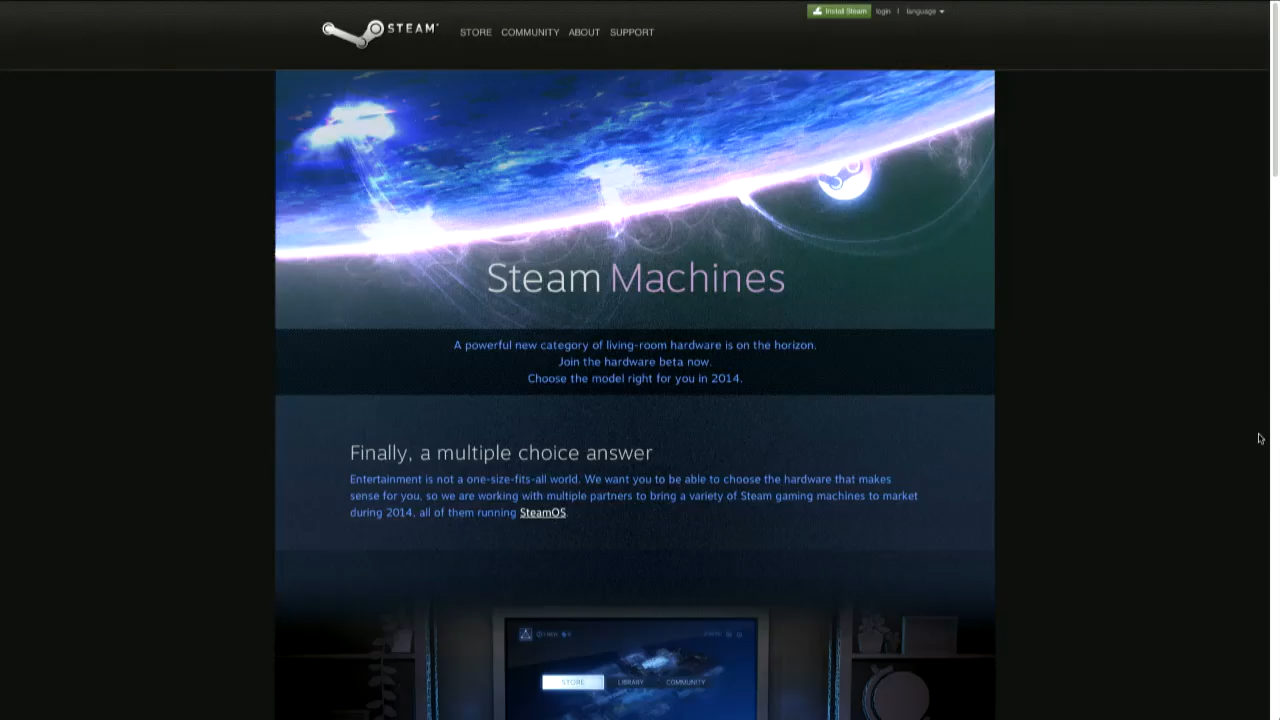 Install Steam login | language
STEAM STORE COMMUNITY ABOUT SUPPORT
Steam Machines
A powerful new category of living-room hardware is on the horizon.
Join the hardware beta now.
Choose the model right for you in 2014.
Finally, a multiple choice answer
Entertainment is not a one-size-fits-all world. We want you to be able to choose the hardware that makes
sense for you, so we are working with multiple partners to bring a variety of Steam gaming machines to market
during 2014, all of them running SteamOS.
STORE LIBRARY COMMUNITY